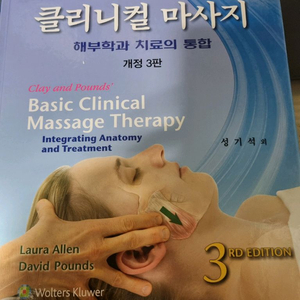 클리니컬 마사지
해부학과 치료의 통합
개정 3판
Clay and Pounds'
Basic Clinical
Massage Therapy
Integrating Anatomy
and Treatment
성기석 外
Laura Allen
David Pounds
3RD EDITION
Wolters Kluwer